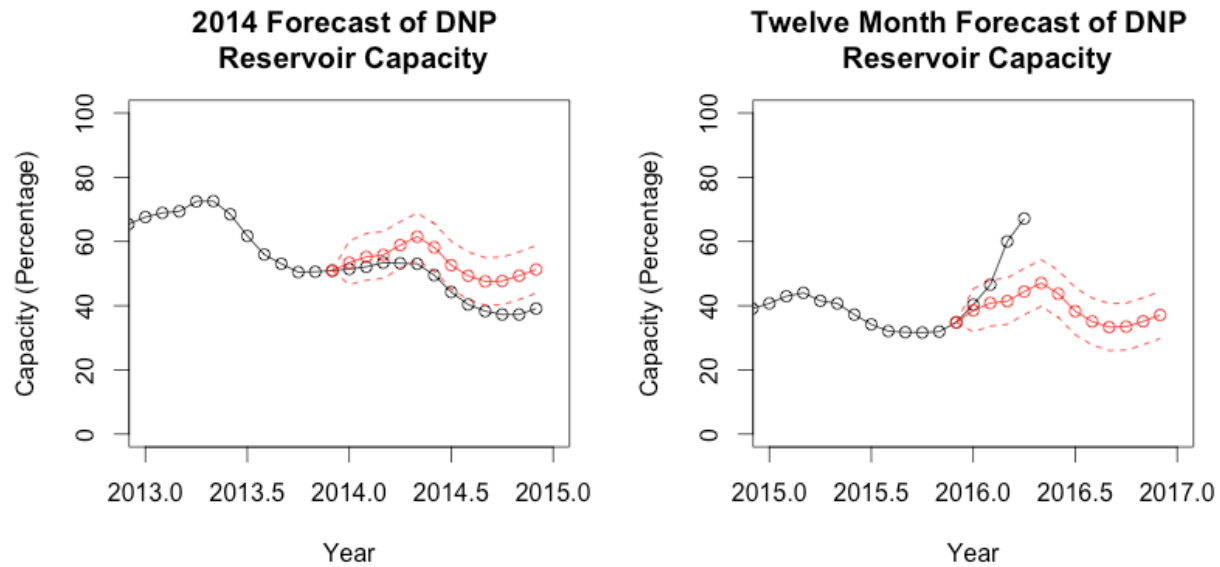 2014 Forecast of DNP
Reservoir Capacity
Capacity (Percentage)
100
80
60
40
20
0
2013.0 2013.5 2014.0 2014.5 2015.0
Year
Twelve Month Forecast of DNP
Reservoir Capacity
Capacity (Percentage)
100
80
60
40
20
0
2015.0 2015.5 2016.0 2016.5 2017.0
Year